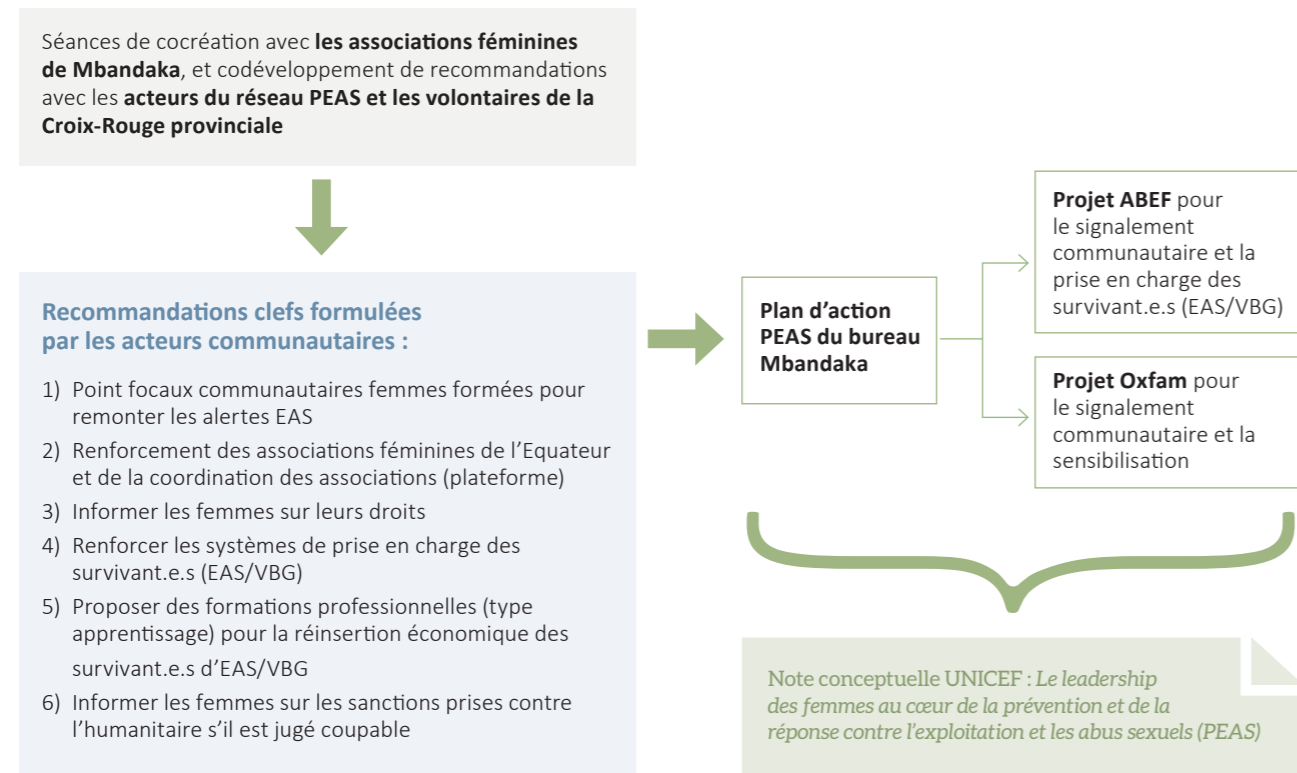 Séances de cocréation avec les associations féminines
de Mbandaka, et codéveloppement de recommandations
avec les acteurs du réseau PEAS et les volontaires de la
Croix-Rouge provinciale
Recommandations clefs formulées
par les acteurs communautaires :
1) Point focaux communautaires femmes formées pour
remonter les alertes EAS
2) Renforcement des associations féminines de l'Equateur
et de la coordination des associations (plateforme)
3) Informer les femmes sur leurs droits
4) Renforcer les systèmes de prise en charge des
survivant.e.s (EAS/VBG)
5) Proposer des formations professionnelles (type
apprentissage) pour la réinsertion économique des
survivant.e.s d'EAS/VBG
6) Informer les femmes sur les sanctions prises contre
l'humanitaire s'il est jugé coupable
Plan d'action
PEAS du bureau
Mbandaka
Projet ABEF pour
le signalement
communautaire et la
prise en charge des
survivant.e.s (EAS/VBG)
Projet Oxfam pour
le signalement
communautaire et la
sensibilisation
Note conceptuelle UNICEF : Le leadership
des femmes au cœur de la prévention et de la
réponse contre l'exploitation et les abus sexuels (PEAS)